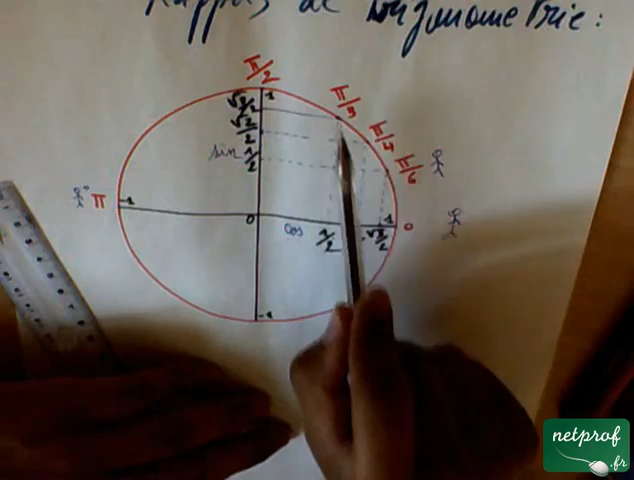 Rappels de trigonométrie :
π/2
1
√3/2
π/3
√2/2
π/4
sin 1/2
π/6
π
-1
0
cos
1/2
√3/2
1
0
-1
netprof
.fr